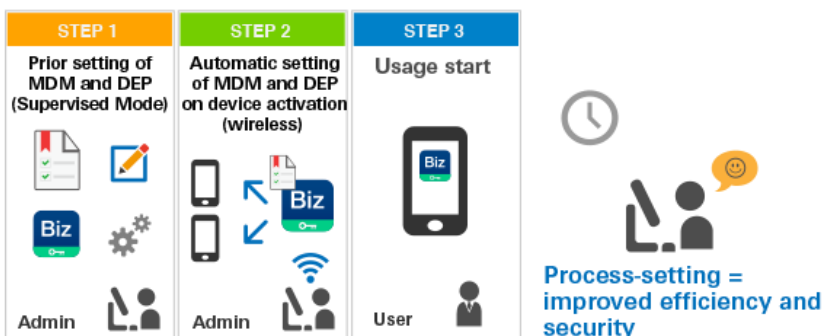 STEP 1
Prior setting of
MDM and DEP
(Supervised Mode)
Biz
Admin
STEP 2
Automatic setting
of MDM and DEP
on device activation
(wireless)
Biz
Admin
STEP 3
Usage start
Biz
User
Process-setting =
improved efficiency and
security